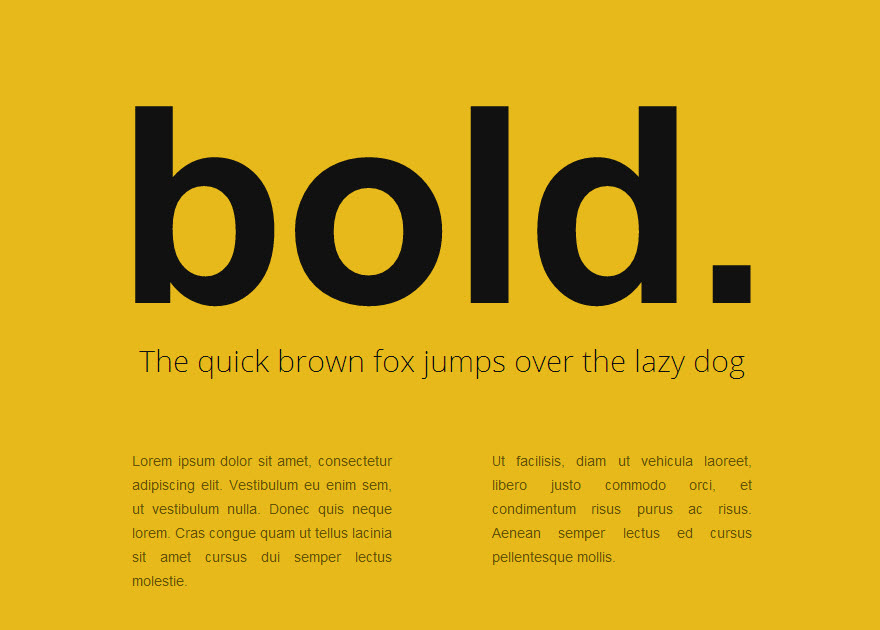 bold.
The quick brown fox jumps over the lazy dog
Lorem ipsum dolor sit amet, consectetur
adipiscing elit. Vestibulum eu enim sem,
ut vestibulum nulla. Donec quis neque
lorem. Cras congue quam ut tellus lacinia
sit amet cursus dui semper lectus
molestie.
Ut facilisis, diam ut vehicula laoreet,
libero justo commodo orci, et
condimentum risus purus ac risus.
Aenean semper lectus ed cursus
pellentesque mollis.